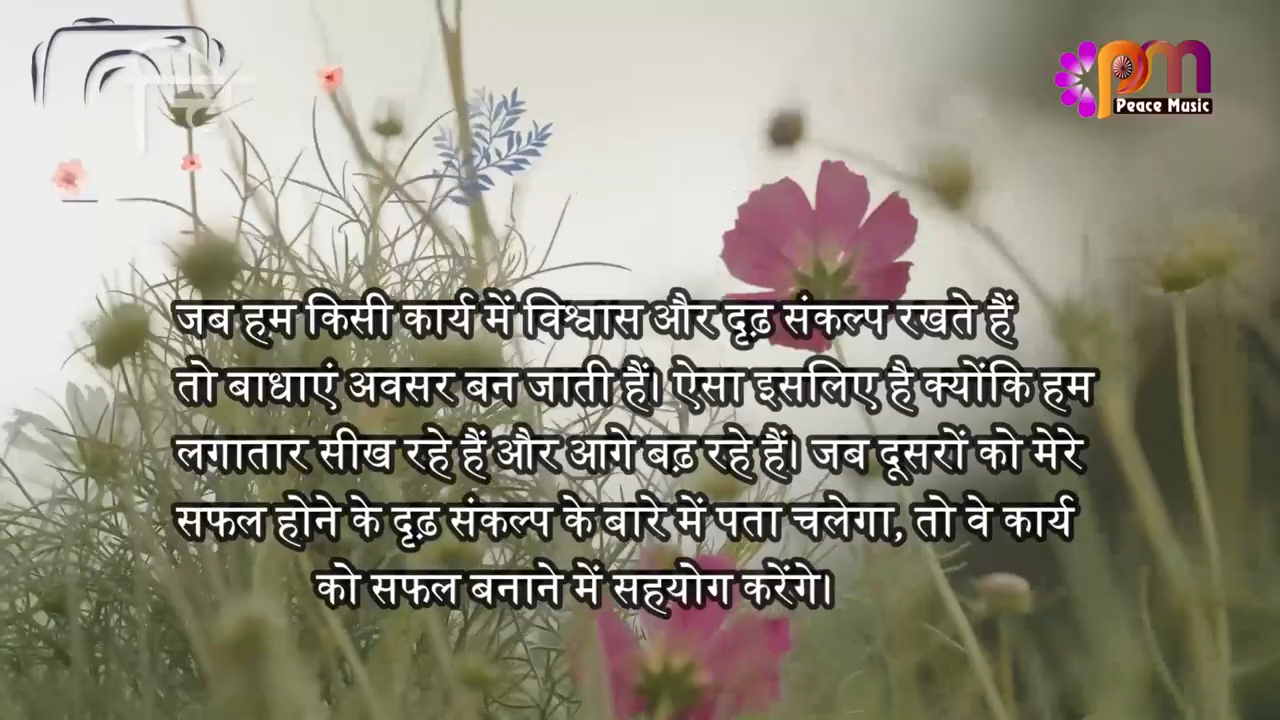 Peace Music
जब हम किसी कार्य में विश्वास और दृढ़ संकल्प रखते हैं
तो बाधाएं अवसर बन जाती हैं। ऐसा इसलिए है क्योंकि हम
लगातार सीख रहे हैं और आगे बढ़ रहे हैं। जब दूसरों को मेरे
सफल होने के दृढ़ संकल्प के बारे में पता चलेगा, तो वे कार्य
को सफल बनाने में सहयोग करेंगे।